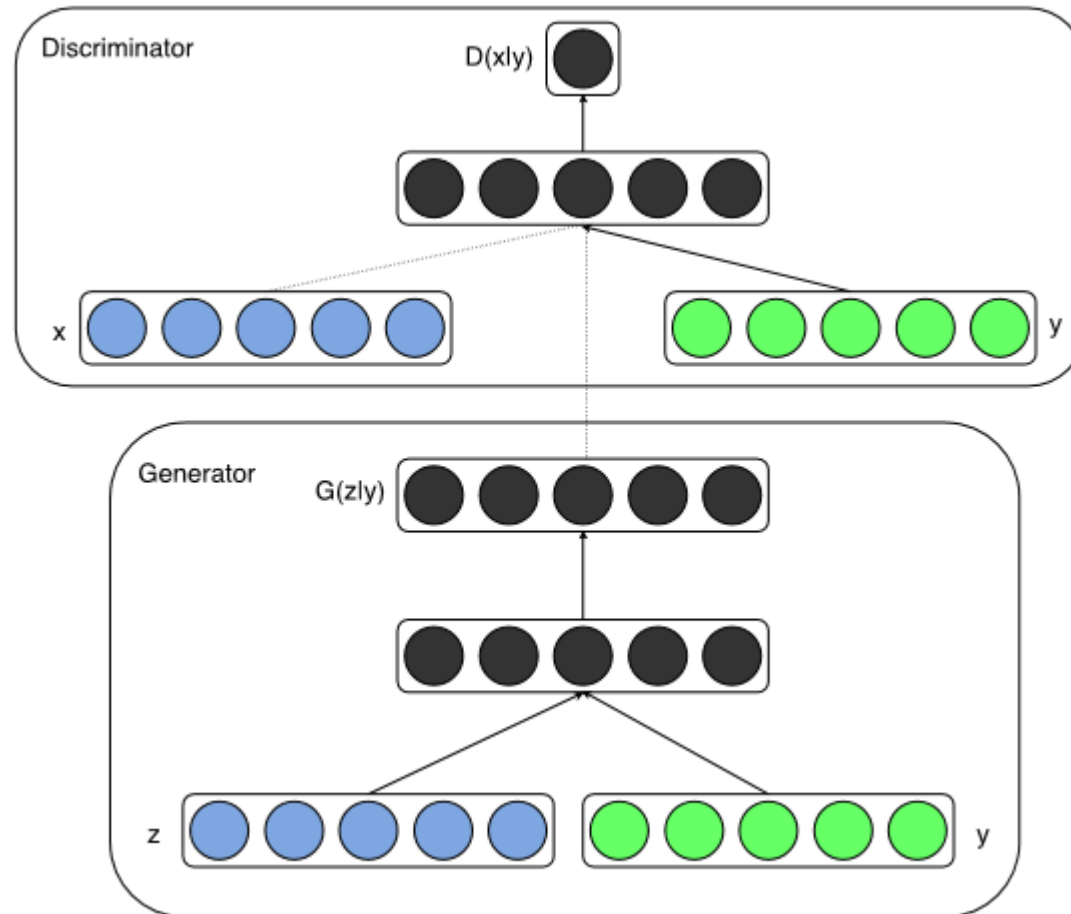 Discriminator
D(x|y)
x
y
Generator
G(z|y)
z
y